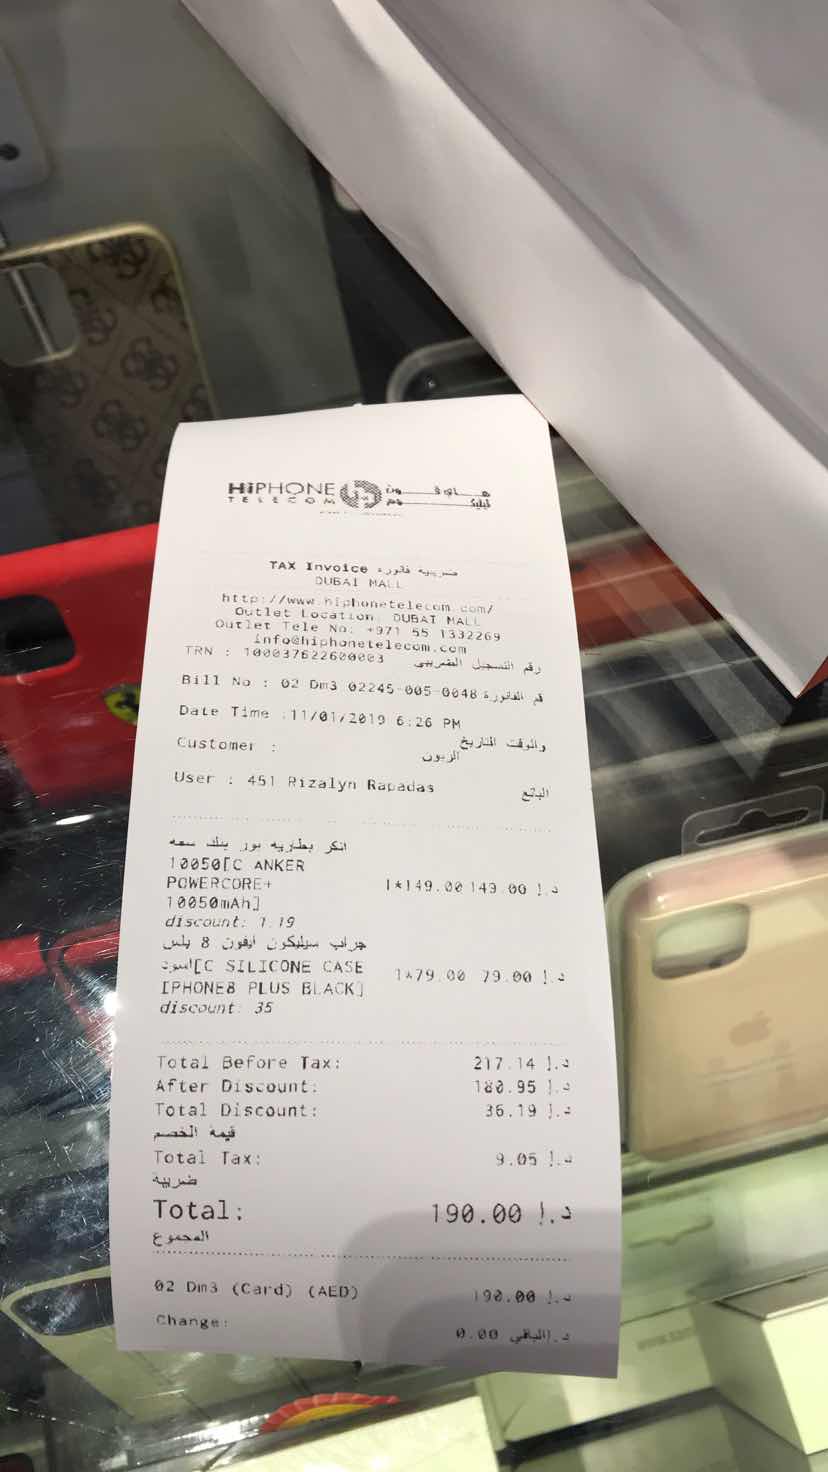 HiPHONE هاي فون
TELECOM تيليكوم
TAX Invoice ضريبيه فاتورة
DUBAI MALL
http://www.hiphonetelecom.com/
Outlet Location: DUBAI MALL
Outlet Tele No: +971 55 1332269
info@hiphonetelecom.com
TRN : 100037622600003 رقم التسجيل الضريبي
Bill No : 02 Dm3 02245-005-0048 قم الفاتورة
Date Time :11/01/2019 6:26 PM
والوقت التاريخ
Customer : الزبون
User : 451 Rizalyn Rapadas البائع
انكر بطاريه بور بنك سعه
10050[C ANKER
POWERCORE+ 1*149.00 149.00 د.إ
10050mAh]
discount: 1.19
جراب سيليكون ايفون 8 بلس
اسود[C SILICONE CASE 1*79.00 79.00 د.إ
IPHONE8 PLUS BLACK]
discount: 35
Total Before Tax: 217.14 د.إ
After Discount: 180.95 د.إ
Total Discount: 36.19 د.إ
قيمة الخصم
Total Tax: 9.05 د.إ
ضريبة
Total: 190.00 د.إ
المجموع
02 Dm3 (Card) (AED) 190.00 د.إ
Change: 0.00 د.إالباقي